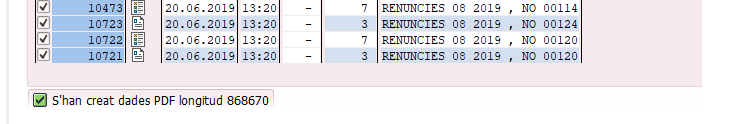 10473 20.06.2019 13:20 - 7 RENUNCIES 08 2019 , NO 00114
10723 20.06.2019 13:20 - 3 RENUNCIES 08 2019 , NO 00124
10722 20.06.2019 13:20 - 7 RENUNCIES 08 2019 , NO 00120
10721 20.06.2019 13:20 - 3 RENUNCIES 08 2019 , NO 00120
S'han creat dades PDF longitud 868670